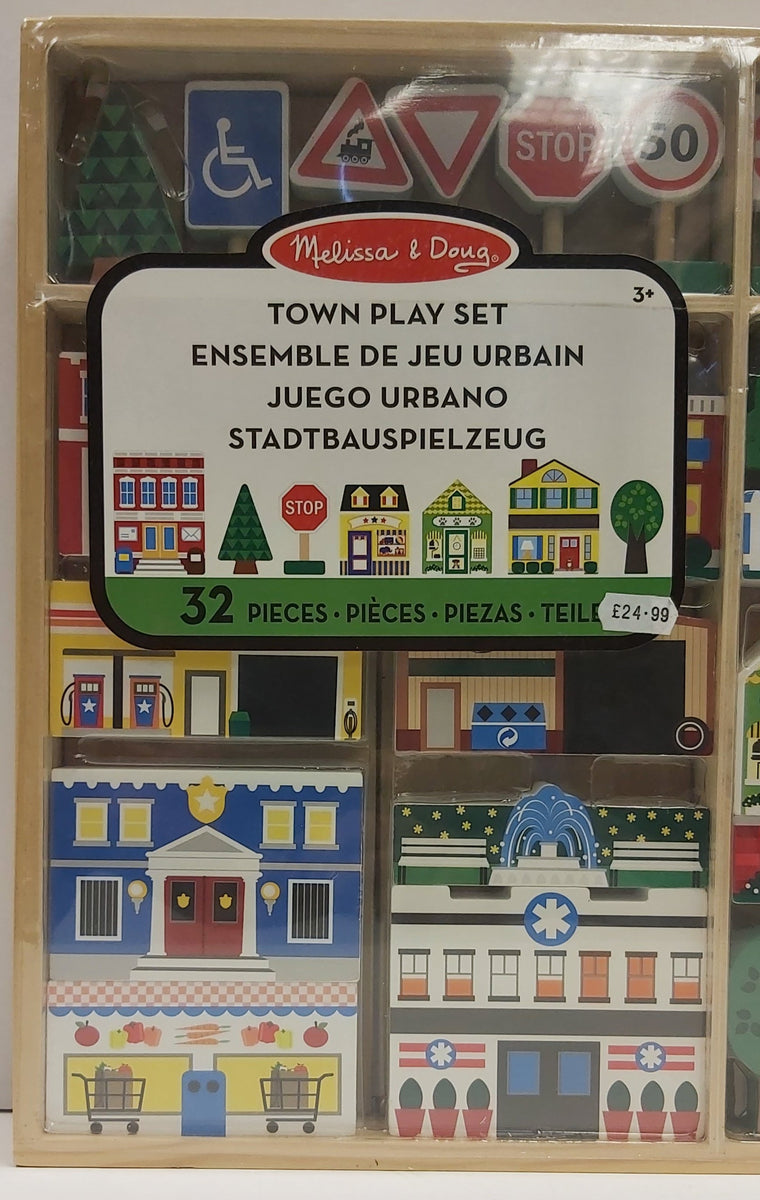 STOP
50
Melissa & Doug®
3+
TOWN PLAY SET
ENSEMBLE DE JEU URBAIN
JUEGO URBANO
STADTBAUSPIELZEUG
STOP
32 PIECES • PIÈCES • PIEZAS • TEILE
£24.99